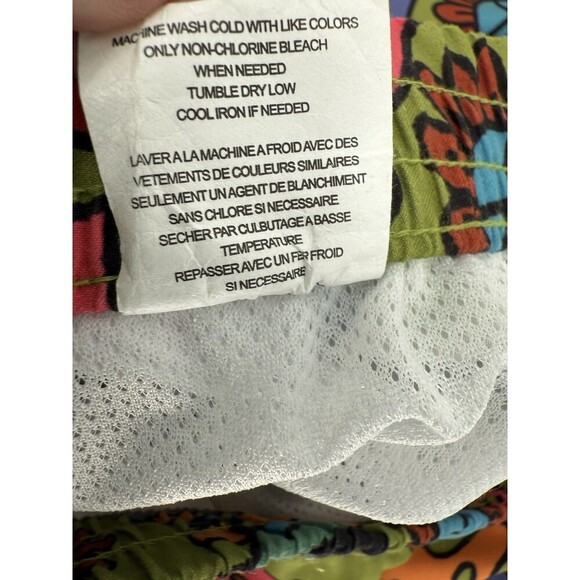 MACHINE WASH COLD WITH LIKE COLORS
ONLY NON-CHLORINE BLEACH
WHEN NEEDED
TUMBLE DRY LOW
COOL IRON IF NEEDED
LAVER A LA MACHINE A FROID AVEC DES
VETEMENTS DE COULEURS SIMILAIRES
SEULEMENT UN AGENT DE BLANCHIMENT
SANS CHLORE SI NECESSAIRE
SECHER PAR CULBUTAGE A BASSE
TEMPERATURE
REPASSER AVEC UN FER FROID
SI NECESSAIRE